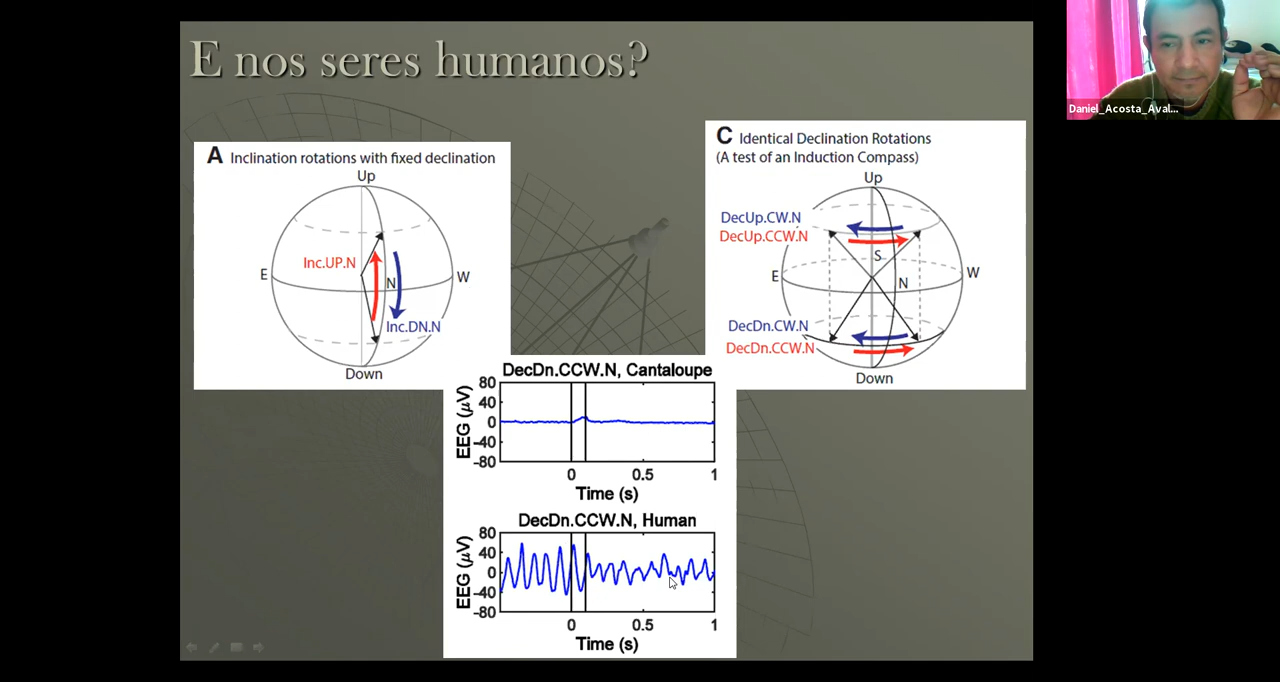 E nos seres humanos?
Daniel_Acosta_Aval...
A Inclination rotations with fixed declination
Up
Inc.UP.N
E
N
W
Inc.DN.N
Down
C Identical Declination Rotations
(A test of an Induction Compass)
Up
DecUp.CW.N
DecUp.CCW.N
S
E
N
W
DecDn.CW.N
DecDn.CCW.N
Down
DecDn.CCW.N, Cantaloupe
80
40
0
-40
-80
EEG (μV)
0 0.5 1
Time (s)
DecDn.CCW.N, Human
80
40
0
-40
-80
EEG (μV)
0 0.5 1
Time (s)